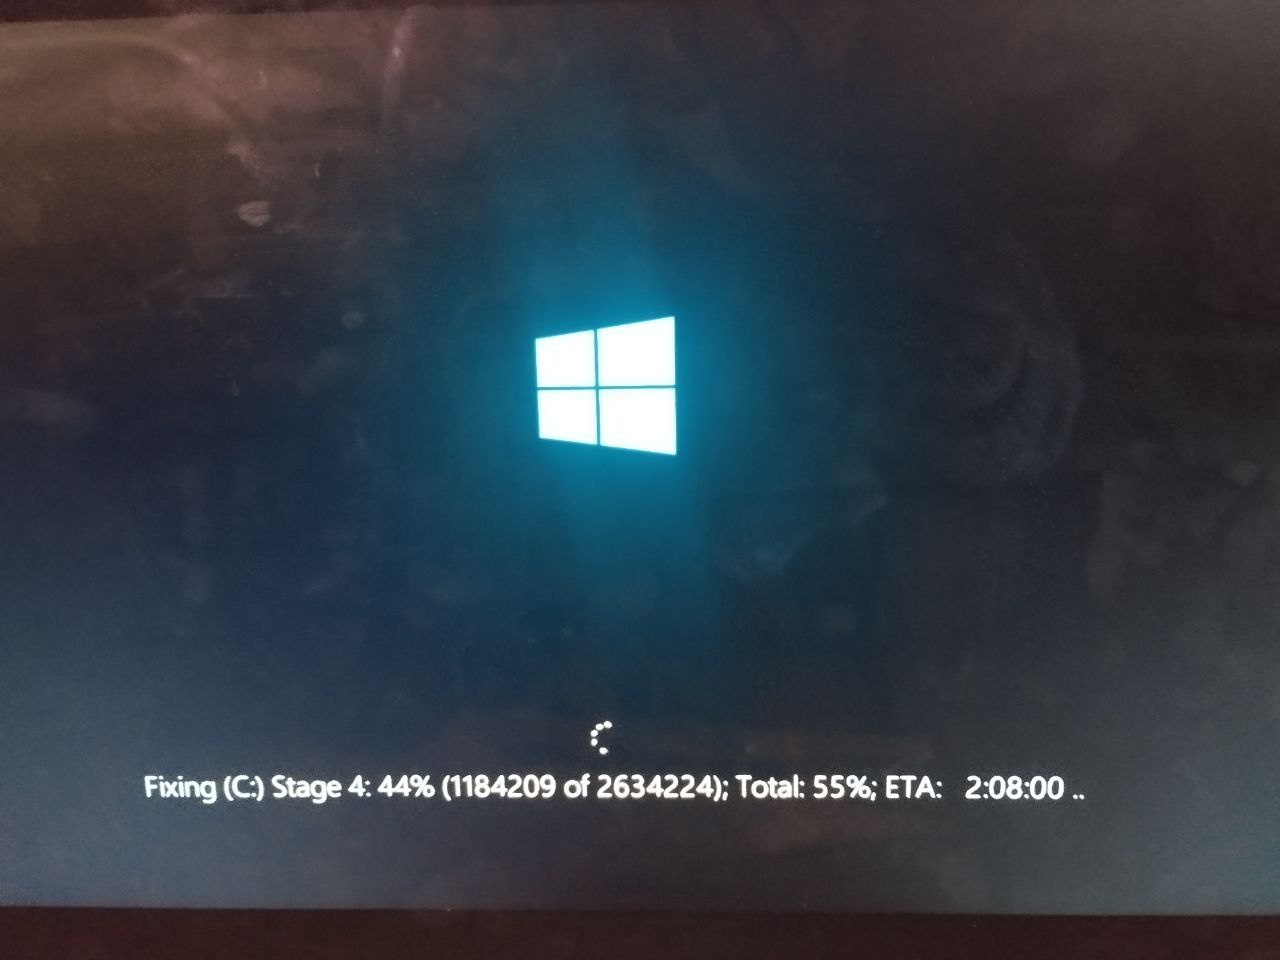 Fixing (C:) Stage 4: 44% (1184209 of 2634224); Total: 55%; ETA:   2:08:00 ..